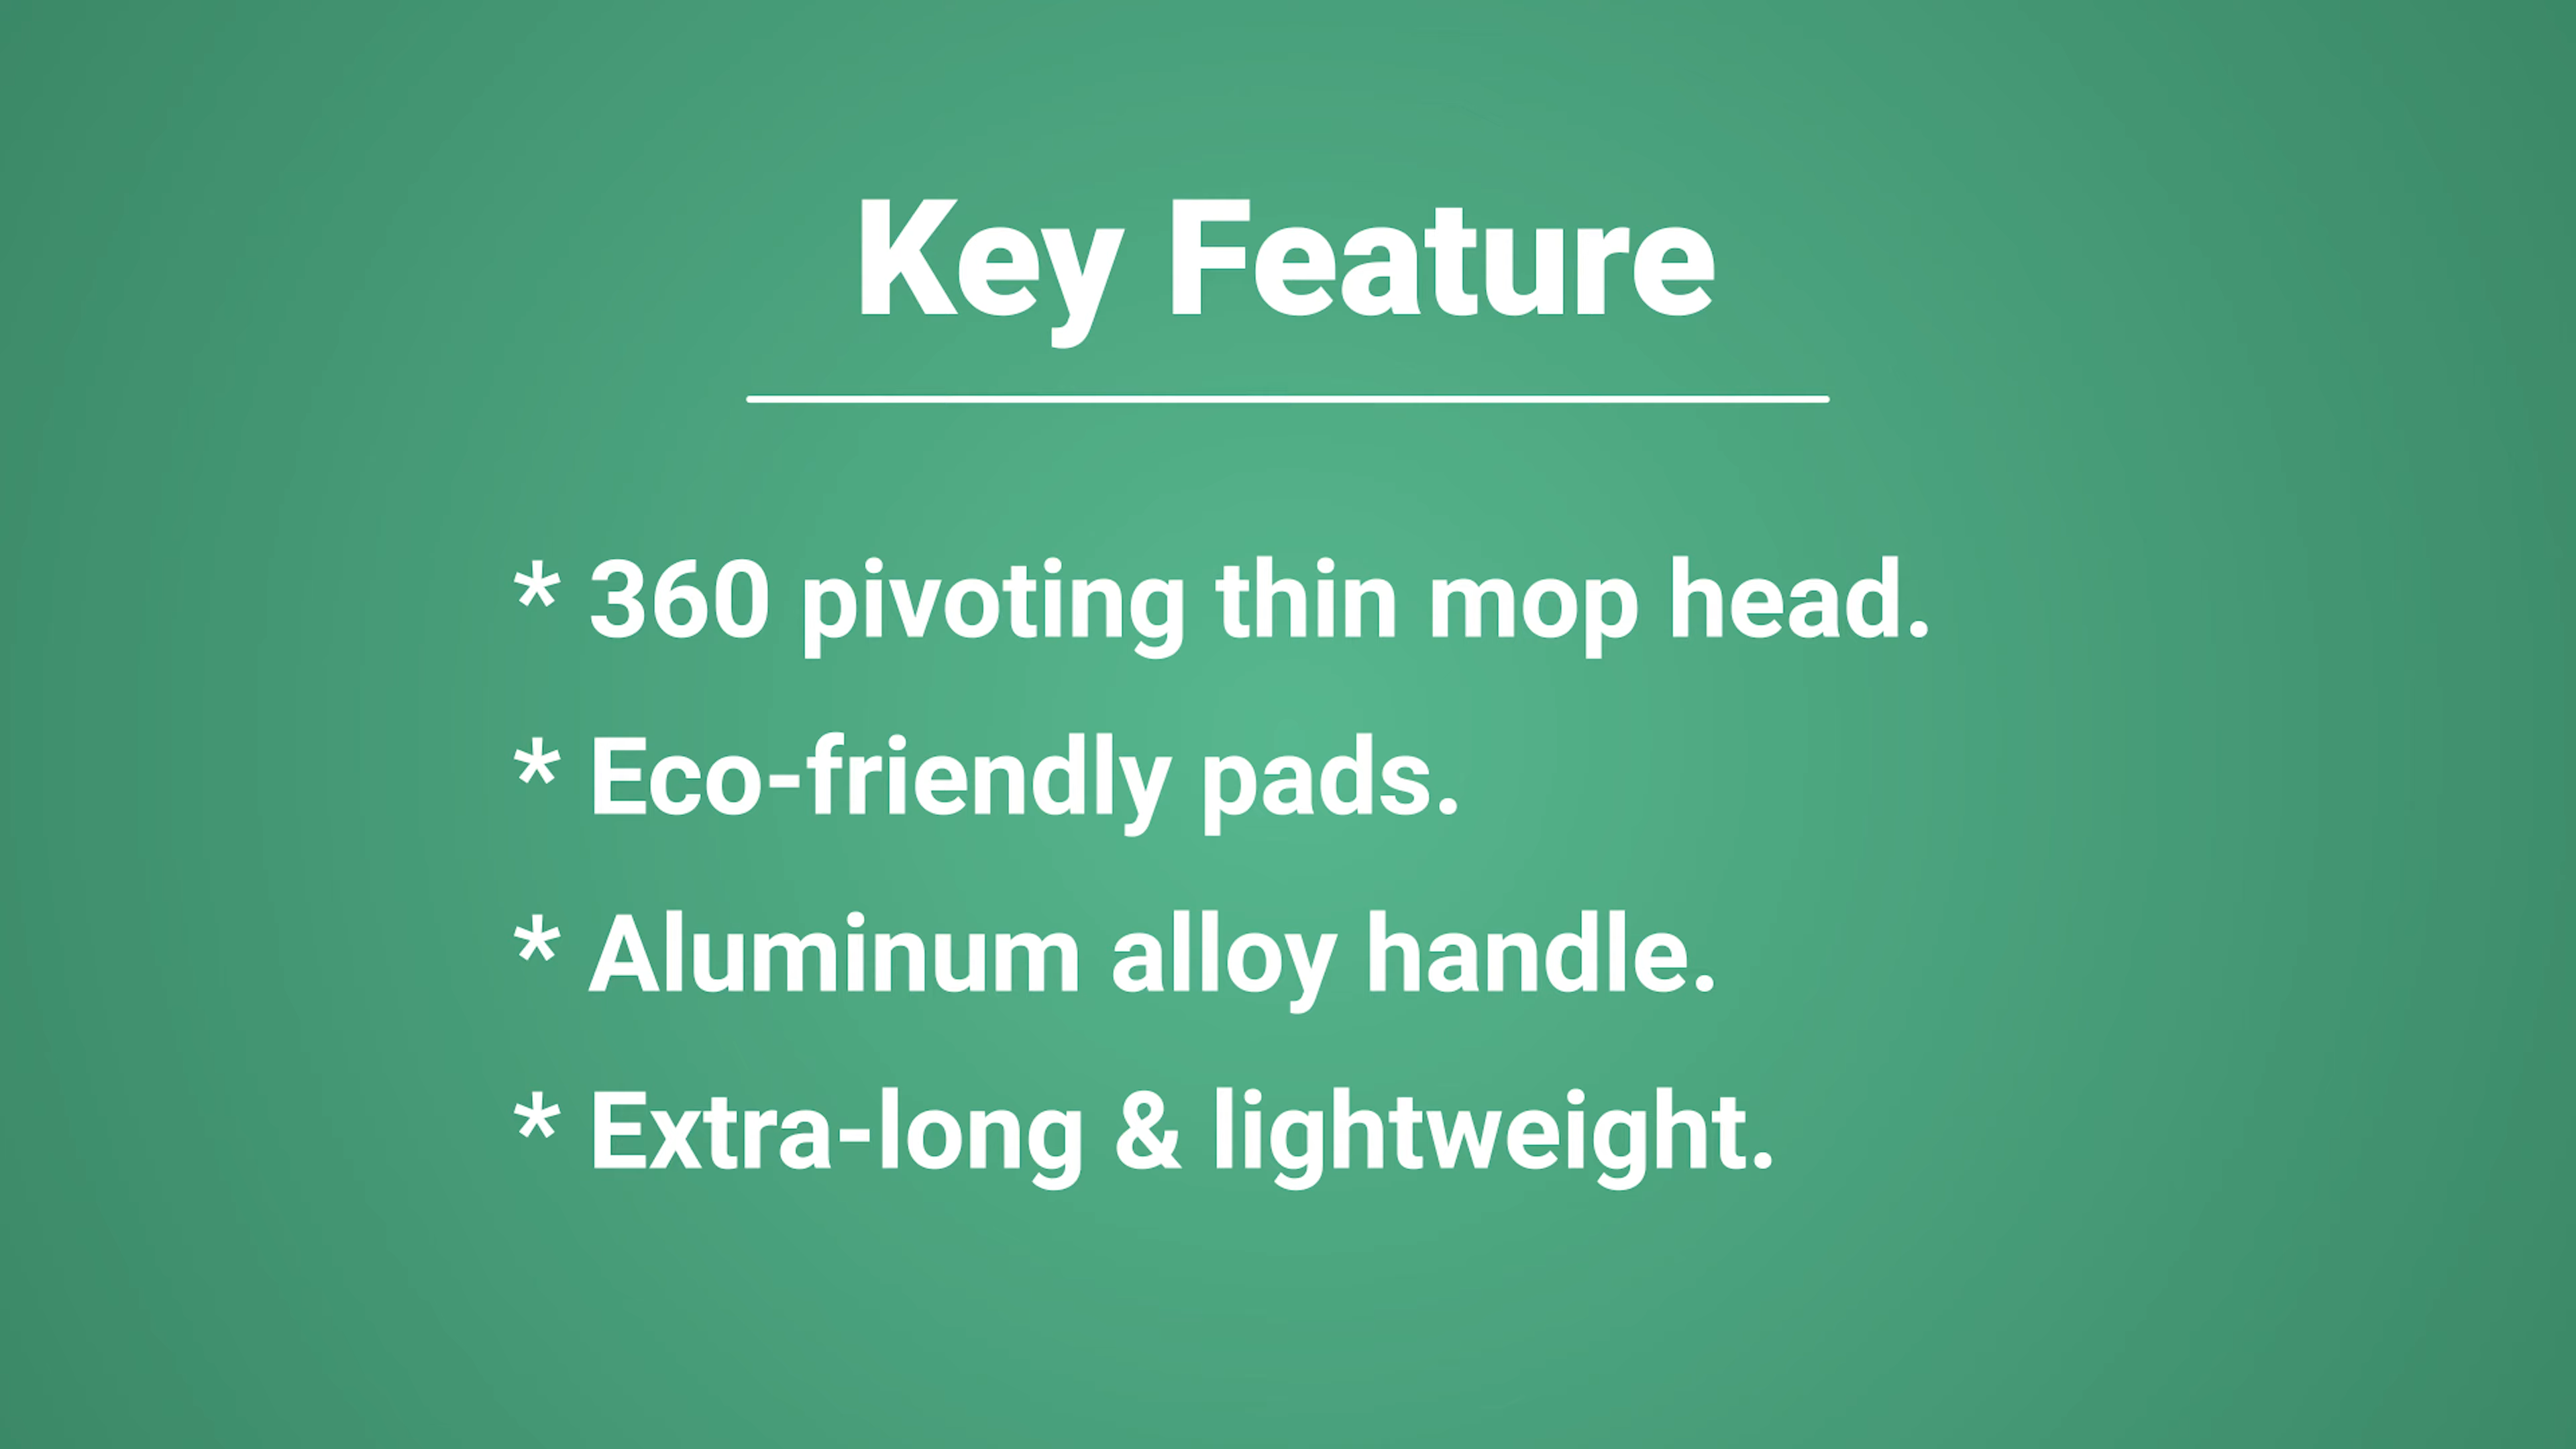 Key Feature
* 360 pivoting thin mop head.
* Eco-friendly pads.
* Aluminum alloy handle.
* Extra-long & lightweight.